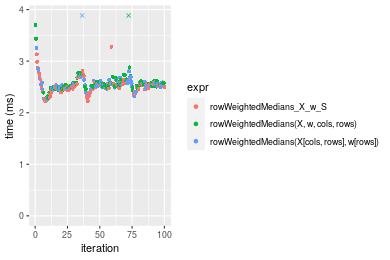 4
3
2
1
0
time (ms)
0
25
50
75
100
iteration
expr
rowWeightedMedians_X_w_S
rowWeightedMedians(X, w, cols, rows)
rowWeightedMedians(X[cols, rows], w[rows])